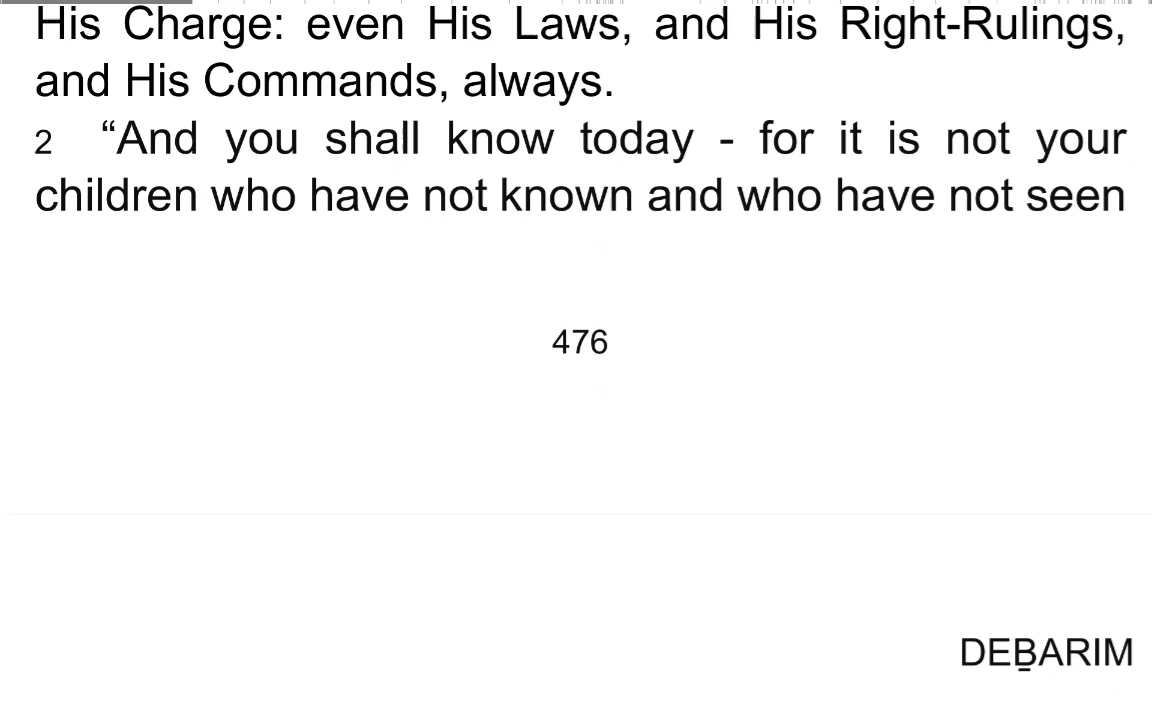 His Charge: even His Laws, and His Right-Rulings,
and His Commands, always.
2 “And you shall know today - for it is not your
children who have not known and who have not seen
476
DEḆARIM